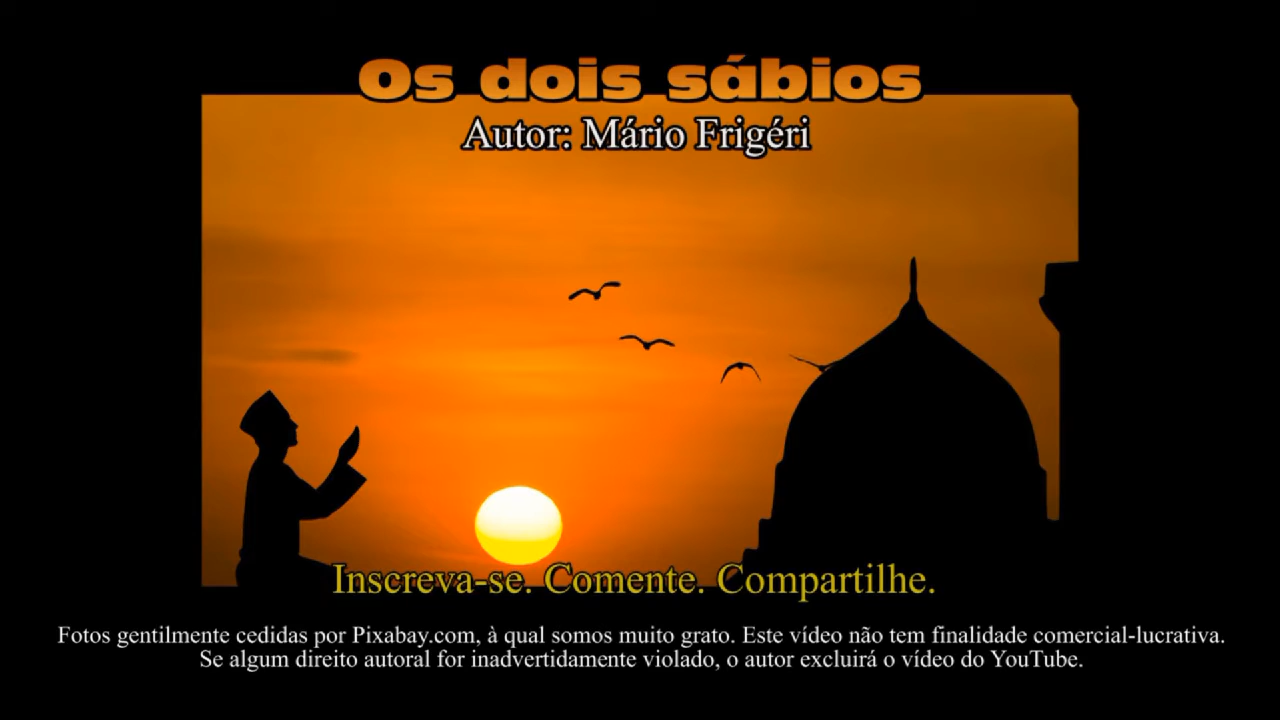 Os dois sábios
Autor: Mário Frigéri
Inscreva-se. Comente. Compartilhe.
Fotos gentilmente cedidas por Pixabay.com, à qual somos muito grato. Este vídeo não tem finalidade comercial-lucrativa.
Se algum direito autoral for inadvertidamente violado, o autor excluirá o vídeo do YouTube.